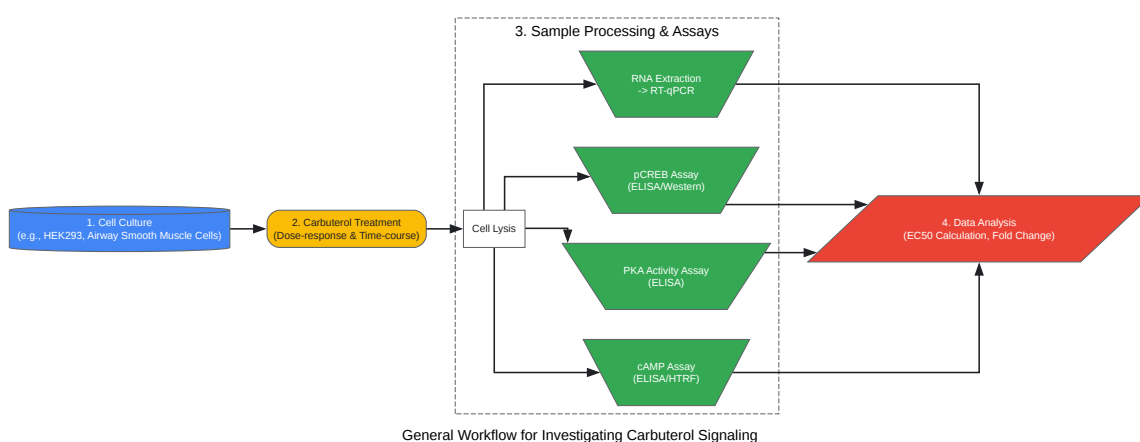 3. Sample Processing & Assays
RNA Extraction
-> RT-qPCR
pCREB Assay
(ELISA/Western)
1. Cell Culture
(e.g., HEK293, Airway Smooth Muscle Cells)
2. Carbuterol Treatment
(Dose-response & Time-course)
Cell Lysis
4. Data Analysis
(EC50 Calculation, Fold Change)
PKA Activity Assay
(ELISA)
cAMP Assay
(ELISA/HTRF)
General Workflow for Investigating Carbuterol Signaling